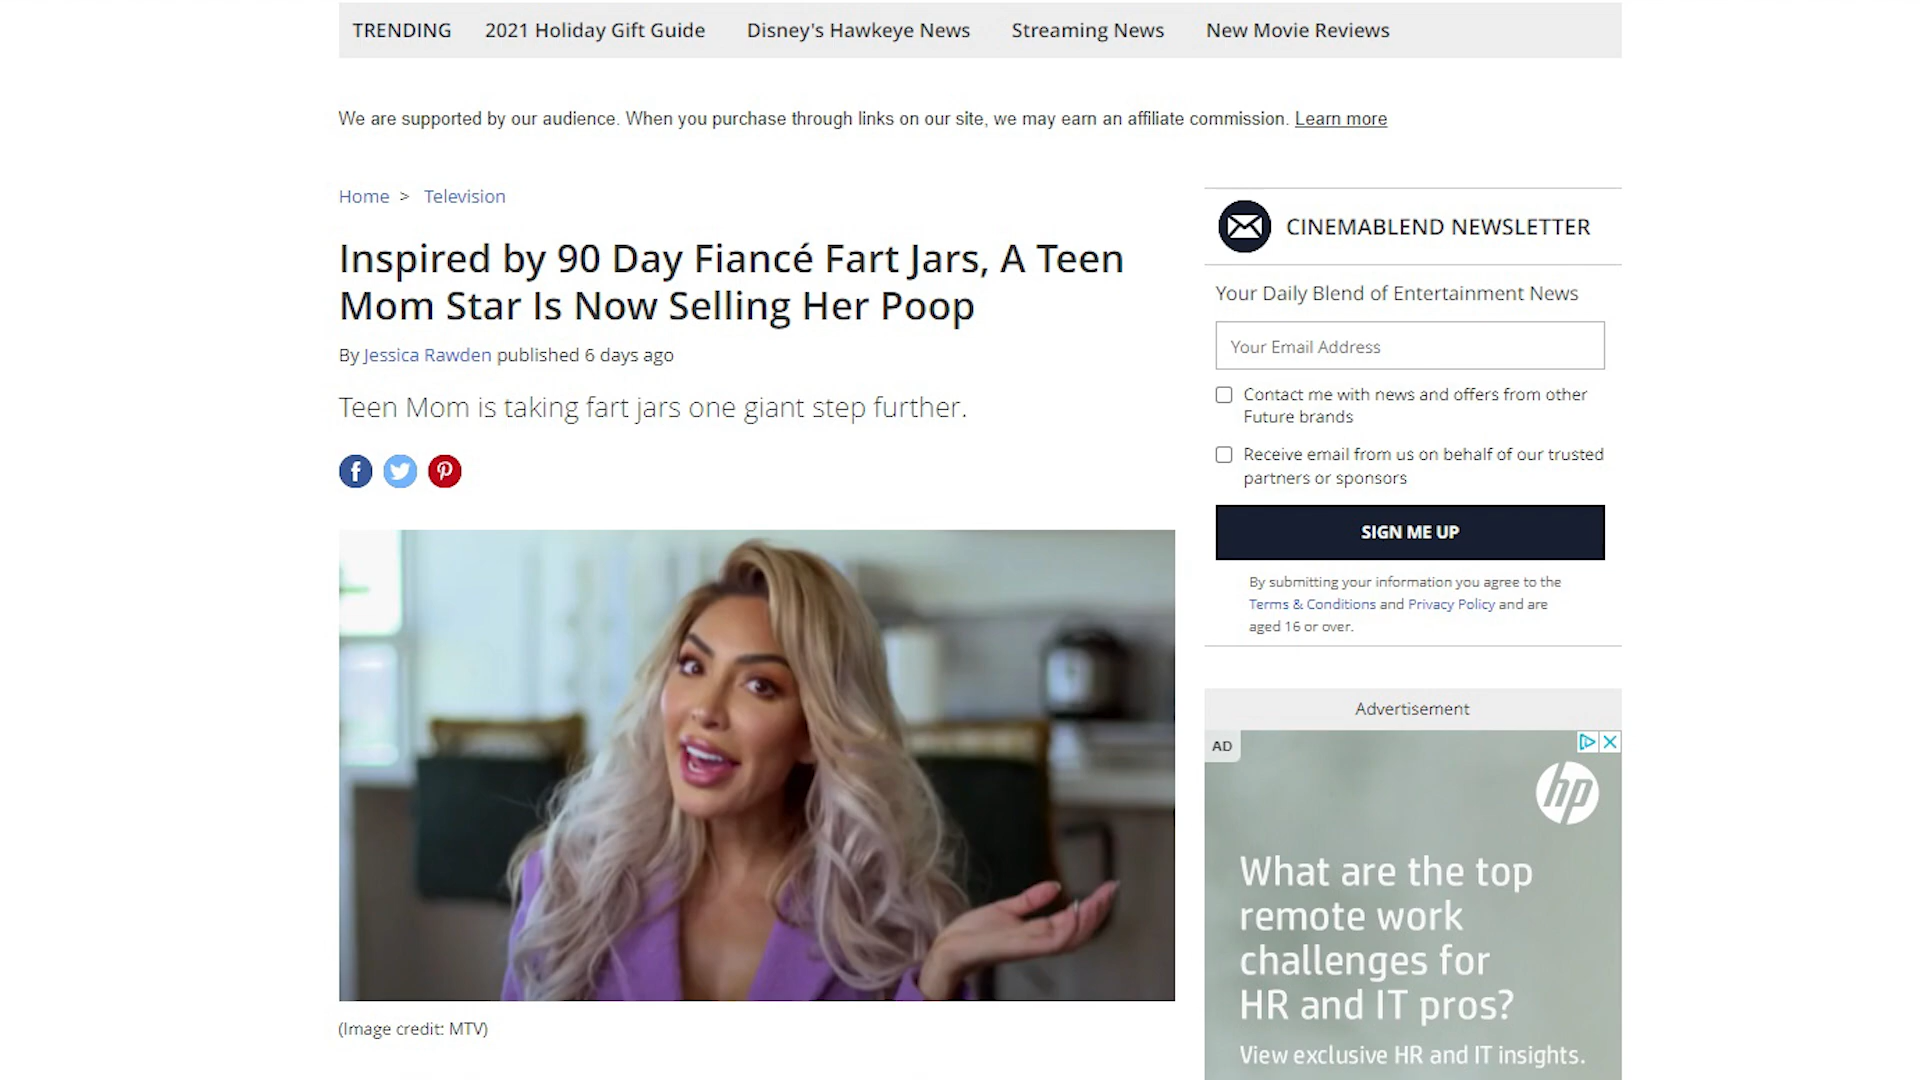 TRENDING 2021 Holiday Gift Guide Disney's Hawkeye News Streaming News New Movie Reviews
We are supported by our audience. When you purchase through links on our site, we may earn an affiliate commission. Learn more
Home > Television
Inspired by 90 Day Fiancé Fart Jars, A Teen
Mom Star Is Now Selling Her Poop
By Jessica Rawden published 6 days ago
Teen Mom is taking fart jars one giant step further.
(Image credit: MTV)
CINEMABLEND NEWSLETTER
Your Daily Blend of Entertainment News
Your Email Address
Contact me with news and offers from other
Future brands
Receive email from us on behalf of our trusted
partners or sponsors
SIGN ME UP
By submitting your information you agree to the
Terms & Conditions and Privacy Policy and are
aged 16 or over.
Advertisement
AD
hp
What are the top
remote work
challenges for
HR and IT pros?
View exclusive HR and IT insights.